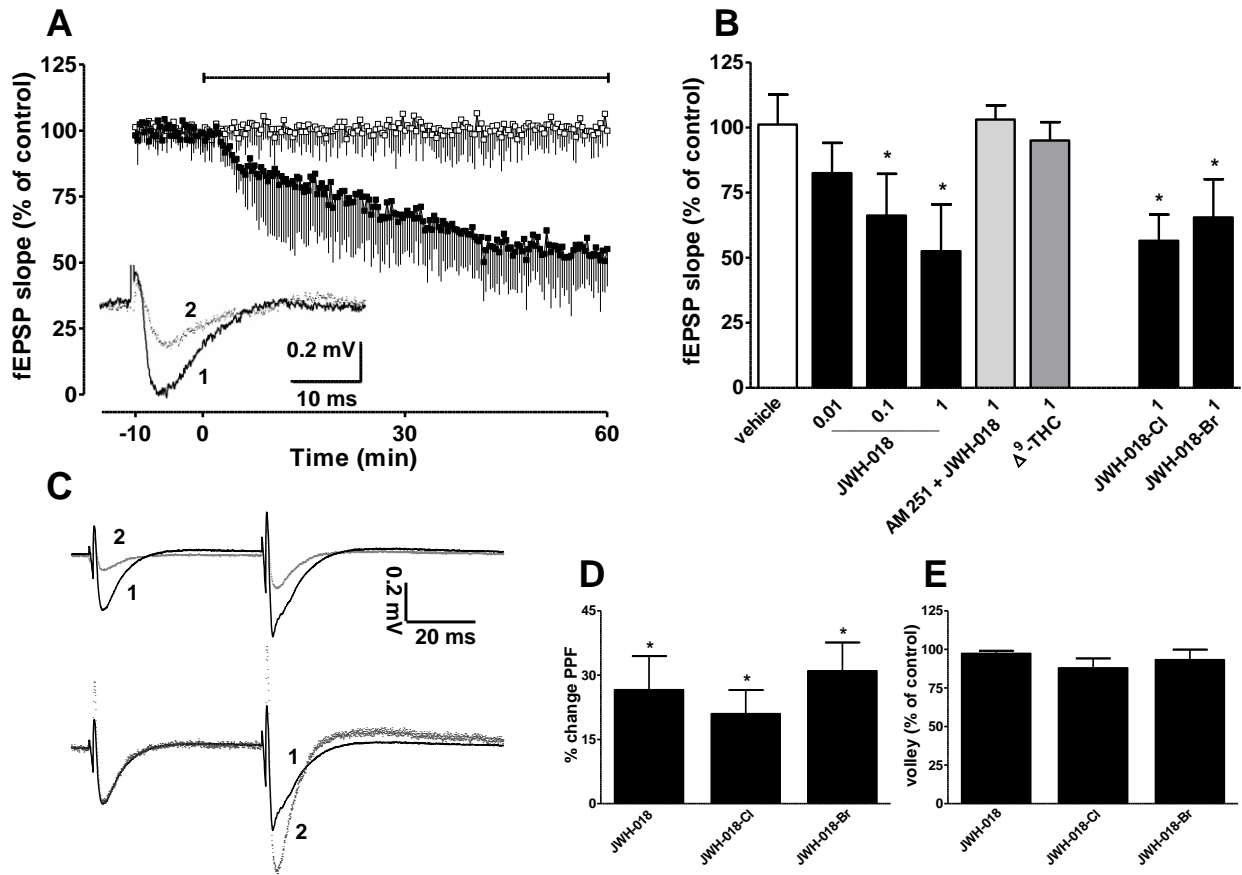 A
fEPSP slope (% of control)
125
100
75
50
25
0
-10
0
30
60
Time (min)
2
1
0.2 mV
10 ms
B
fEPSP slope (% of control)
125
100
75
50
25
0
*
*
*
*
vehicle
0.01
0.1
1
JWH-018
AM 251 + JWH-018 1
Δ⁹-THC 1
JWH-018-Cl 1
JWH-018-Br 1
C
2
1
0.2 mV
20 ms
1
2
D
% change PPF
45
30
15
0
*
*
*
JWH-018
JWH-018-Cl
JWH-018-Br
E
volley (% of control)
125
100
75
50
25
0
JWH-018
JWH-018-Cl
JWH-018-Br